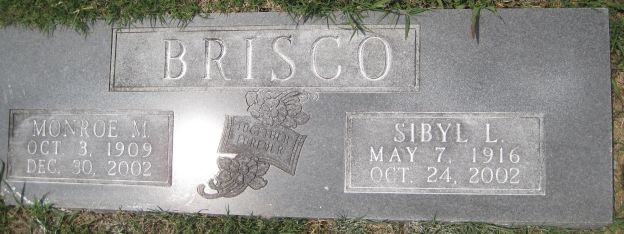 BRISCO
MONROE M.
OCT. 3, 1909
DEC. 30, 2002
TOGETHER
FOREVER
SIBYL L.
MAY 7, 1916
OCT. 24, 2002